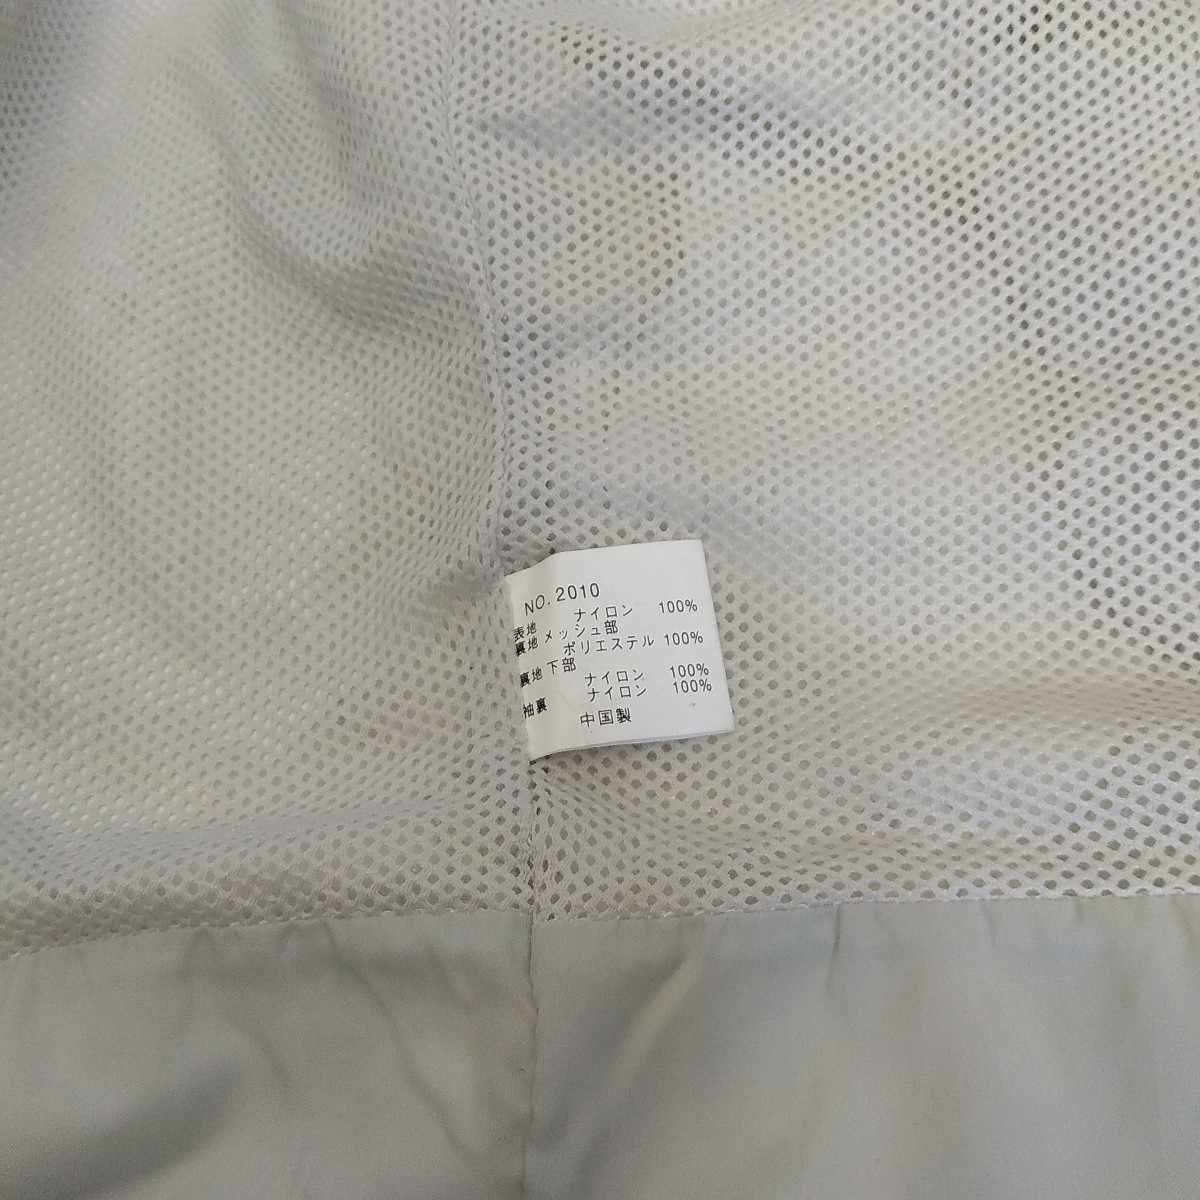 NO.2010
表地 ナイロン 100%
裏地 メッシュ部
ポリエステル 100%
裏地 下部
ナイロン 100%
袖裏 ナイロン 100%
中国製